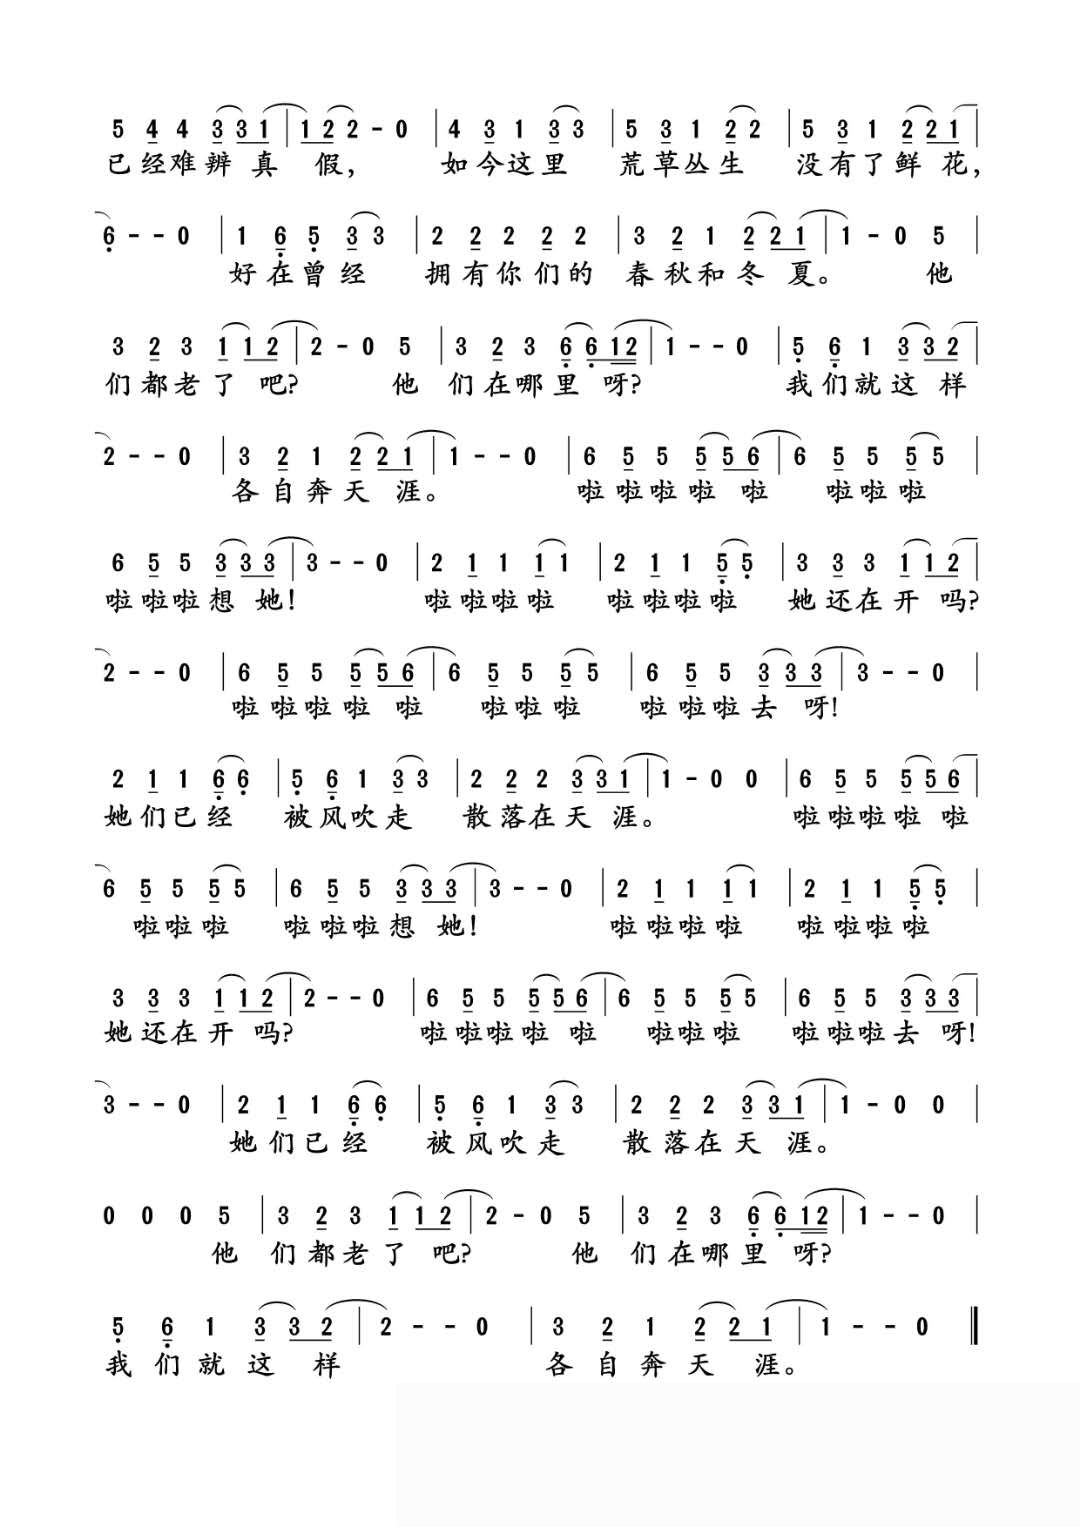 5 4 4 3 3 1 | 1 2 2 - 0 | 4 3 1 3 3 | 5 3 1 2 2 | 5 3 1 2 2 1 |
已经难辨真假， 如今这里 荒草丛生 没有了鲜花，
6 - - 0 | 1 6 5 3 3 | 2 2 2 2 2 | 3 2 1 2 2 1 | 1 - 0 5 |
好在曾经 拥有你们的 春秋和冬夏。 他
3 2 3 1 1 2 | 2 - 0 5 | 3 2 3 6 6 1 2 | 1 - - 0 | 5 6 1 3 3 2 |
们都老了吧? 他 们在哪里呀? 我们就这样
2 - - 0 | 3 2 1 2 2 1 | 1 - - 0 | 6 5 5 5 5 6 | 6 5 5 5 5 |
各自奔天涯。 啦啦啦啦啦 啦啦啦
6 5 5 3 3 3 | 3 - - 0 | 2 1 1 1 1 | 2 1 1 5 5 | 3 3 3 1 1 2 |
啦啦啦想她! 啦啦啦啦 啦啦啦啦 她还在开吗?
2 - - 0 | 6 5 5 5 5 6 | 6 5 5 5 5 | 6 5 5 3 3 3 | 3 - - 0 |
啦啦啦啦啦 啦啦啦 啦啦啦去呀!
2 1 1 6 6 | 5 6 1 3 3 | 2 2 2 3 3 1 | 1 - 0 0 | 6 5 5 5 5 6 |
她们已经 被风吹走 散落在天涯。 啦啦啦啦啦
6 5 5 5 5 | 6 5 5 3 3 3 | 3 - - 0 | 2 1 1 1 1 | 2 1 1 5 5 |
啦啦啦 啦啦啦想她! 啦啦啦啦 啦啦啦啦
3 3 3 1 1 2 | 2 - - 0 | 6 5 5 5 5 6 | 6 5 5 5 5 | 6 5 5 3 3 3 |
她还在开吗? 啦啦啦啦啦 啦啦啦 啦啦啦去呀!
3 - - 0 | 2 1 1 6 6 | 5 6 1 3 3 | 2 2 2 3 3 1 | 1 - 0 0 |
她们已经 被风吹走 散落在天涯。
0 0 0 5 | 3 2 3 1 1 2 | 2 - 0 5 | 3 2 3 6 6 1 2 | 1 - - 0 |
他 们都老了吧? 他 们在哪里呀?
5 6 1 3 3 2 | 2 - - 0 | 3 2 1 2 2 1 | 1 - - 0 ‖
我们就这样 各自奔天涯。